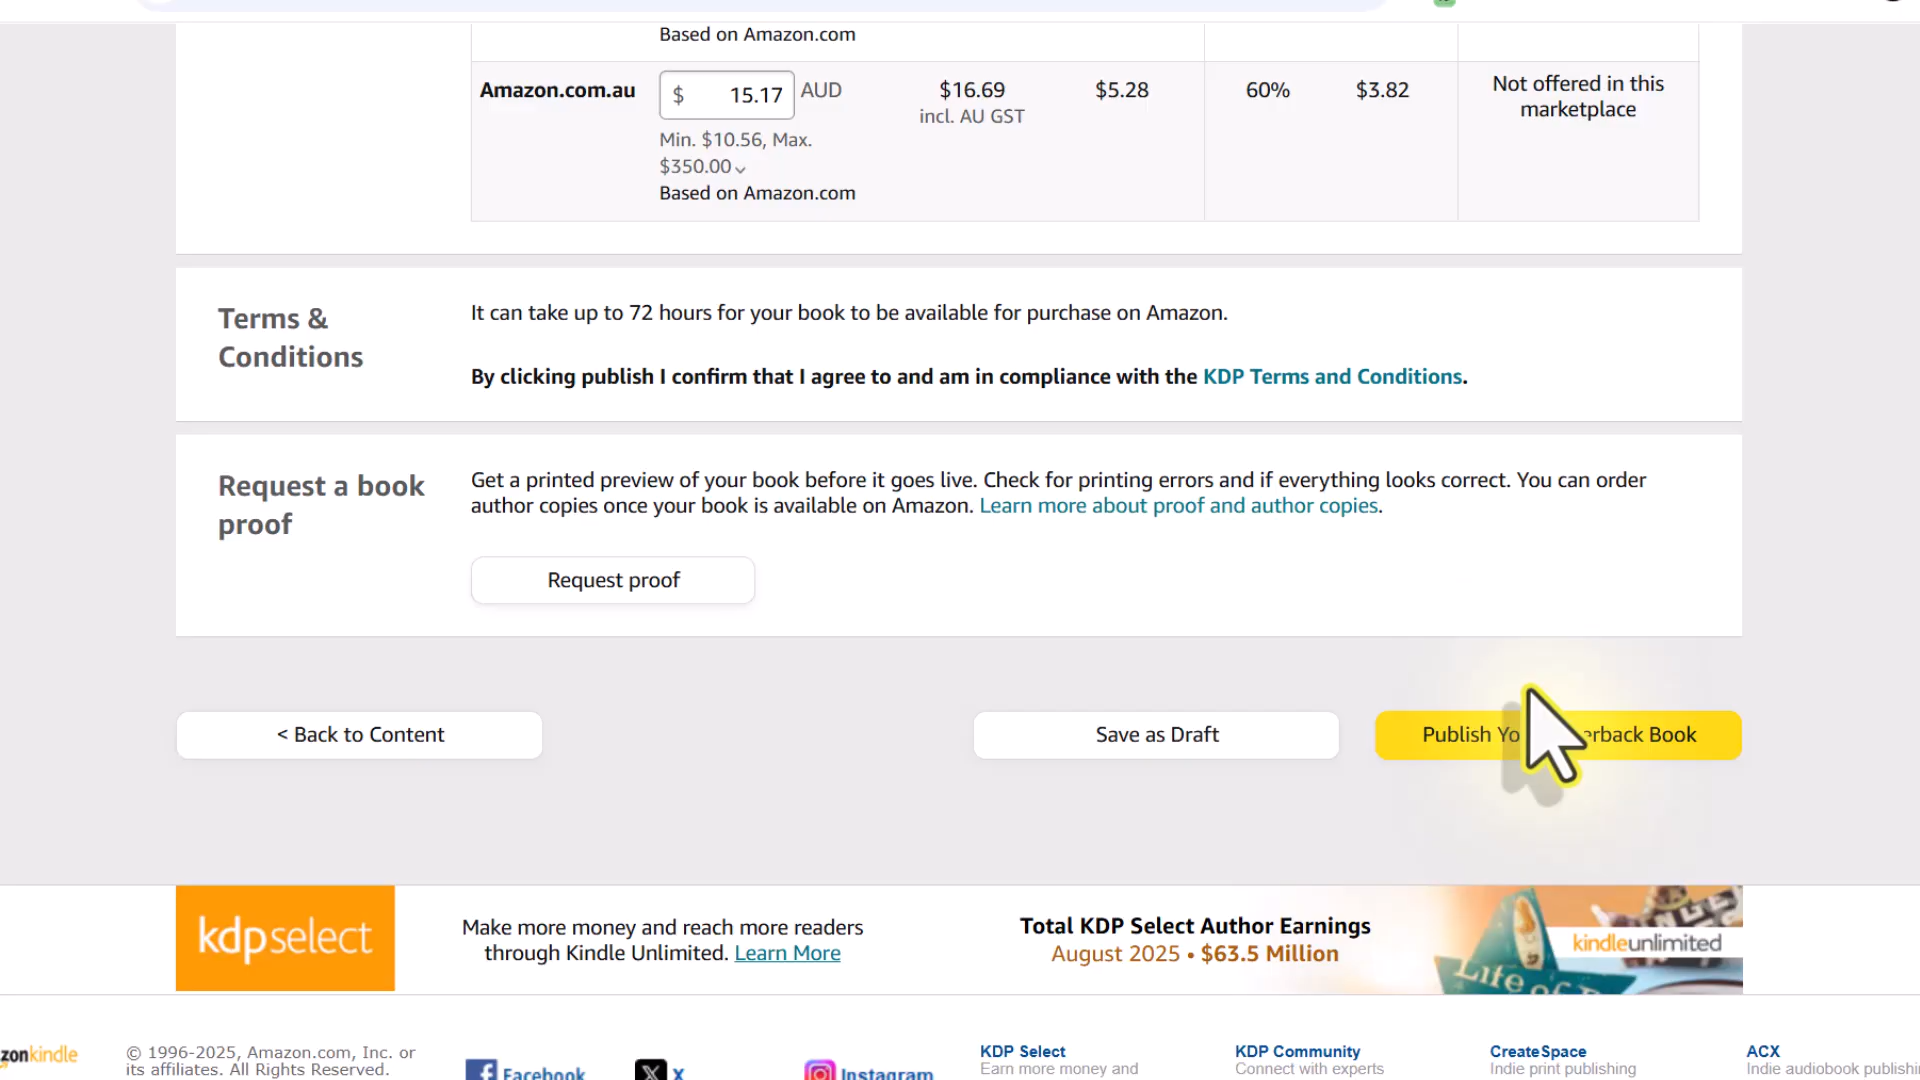 Based on Amazon.com
Amazon.com.au
$ 15.17 AUD
$16.69
incl. AU GST
$5.28
60%
$3.82
Not offered in this
marketplace
Min. $10.56, Max.
$350.00
Based on Amazon.com
Terms &
Conditions
It can take up to 72 hours for your book to be available for purchase on Amazon.
By clicking publish I confirm that I agree to and am in compliance with the KDP Terms and Conditions.
Request a book
proof
Get a printed preview of your book before it goes live. Check for printing errors and if everything looks correct. You can order
author copies once your book is available on Amazon. Learn more about proof and author copies.
Request proof
< Back to Content
Save as Draft
Publish Yo erback Book
kdpselect
Make more money and reach more readers
through Kindle Unlimited. Learn More
Total KDP Select Author Earnings
August 2025 • $63.5 Million
kindleunlimited
Life of
zonkindle
© 1996-2025, Amazon.com, Inc. or
its affiliates. All Rights Reserved.
Facebook
X
Instagram
KDP Select
Earn more money and
KDP Community
Connect with experts
CreateSpace
Indie print publishing
ACX
Indie audiobook publishi